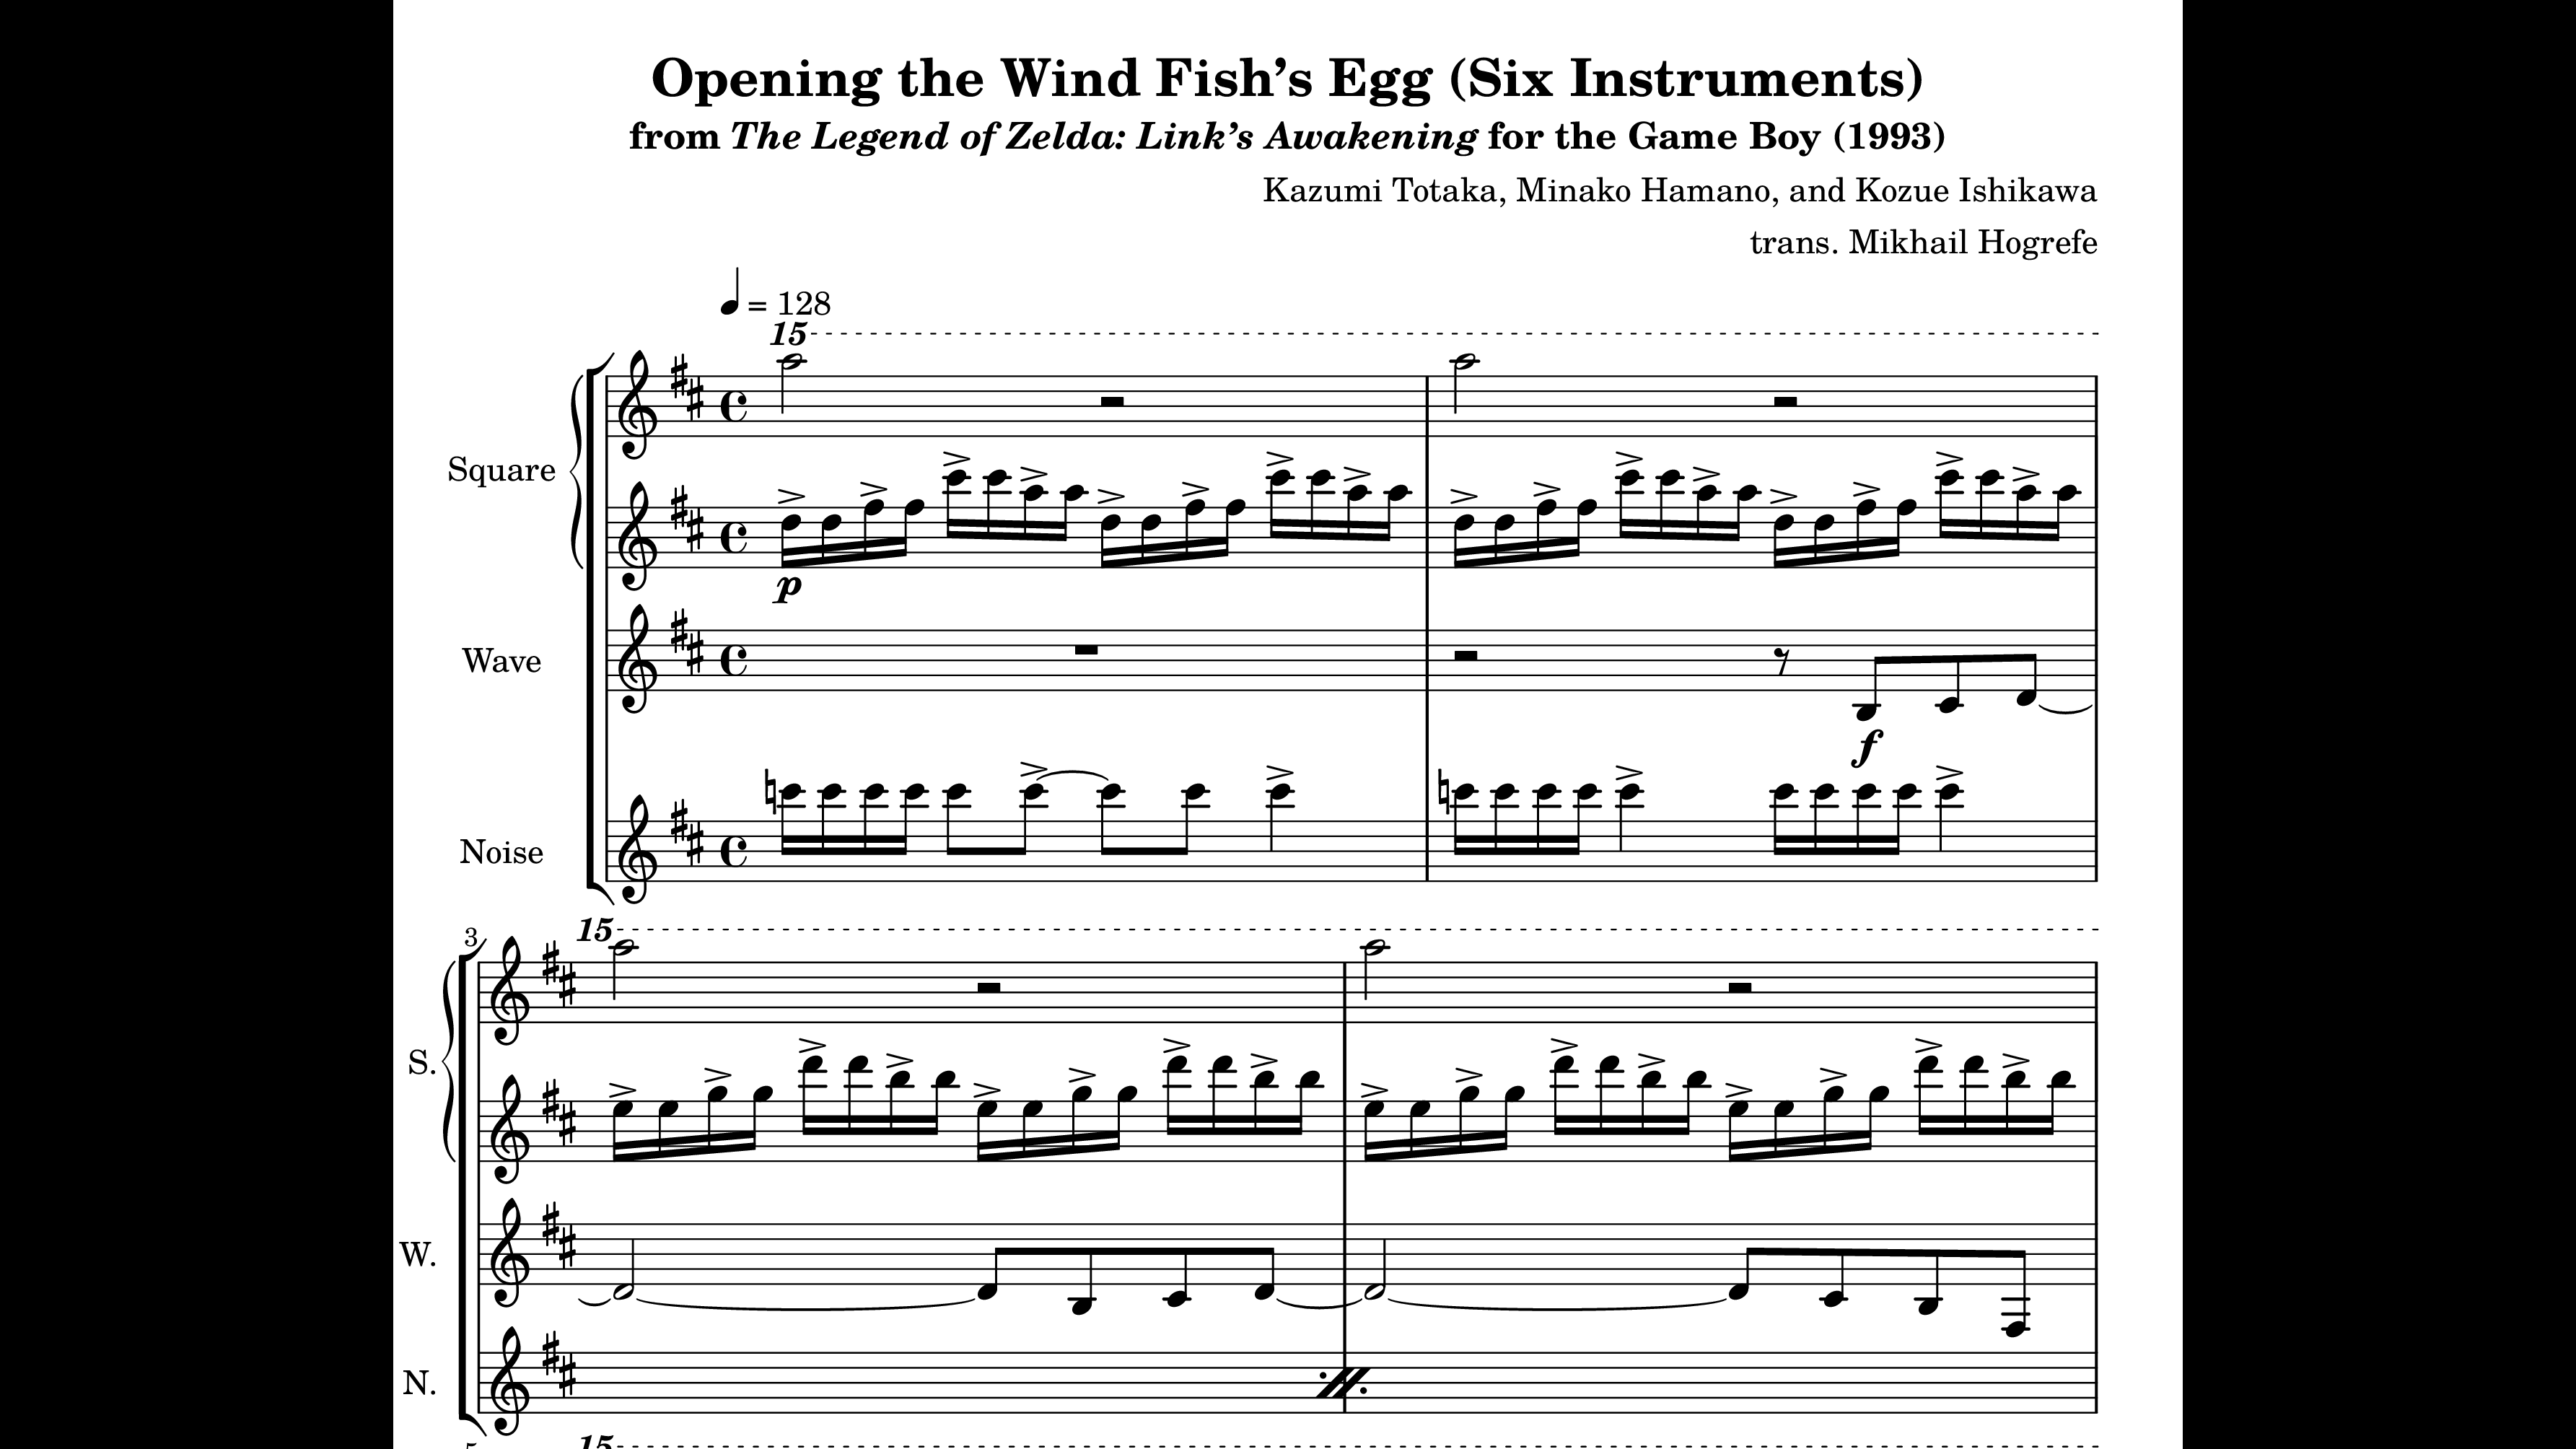 Opening the Wind Fish’s Egg (Six Instruments)
from The Legend of Zelda: Link’s Awakening for the Game Boy (1993)
Kazumi Totaka, Minako Hamano, and Kozue Ishikawa
trans. Mikhail Hogrefe
= 128
15
Square
p
Wave
f
Noise
3
15
S.
W.
N.
5
15